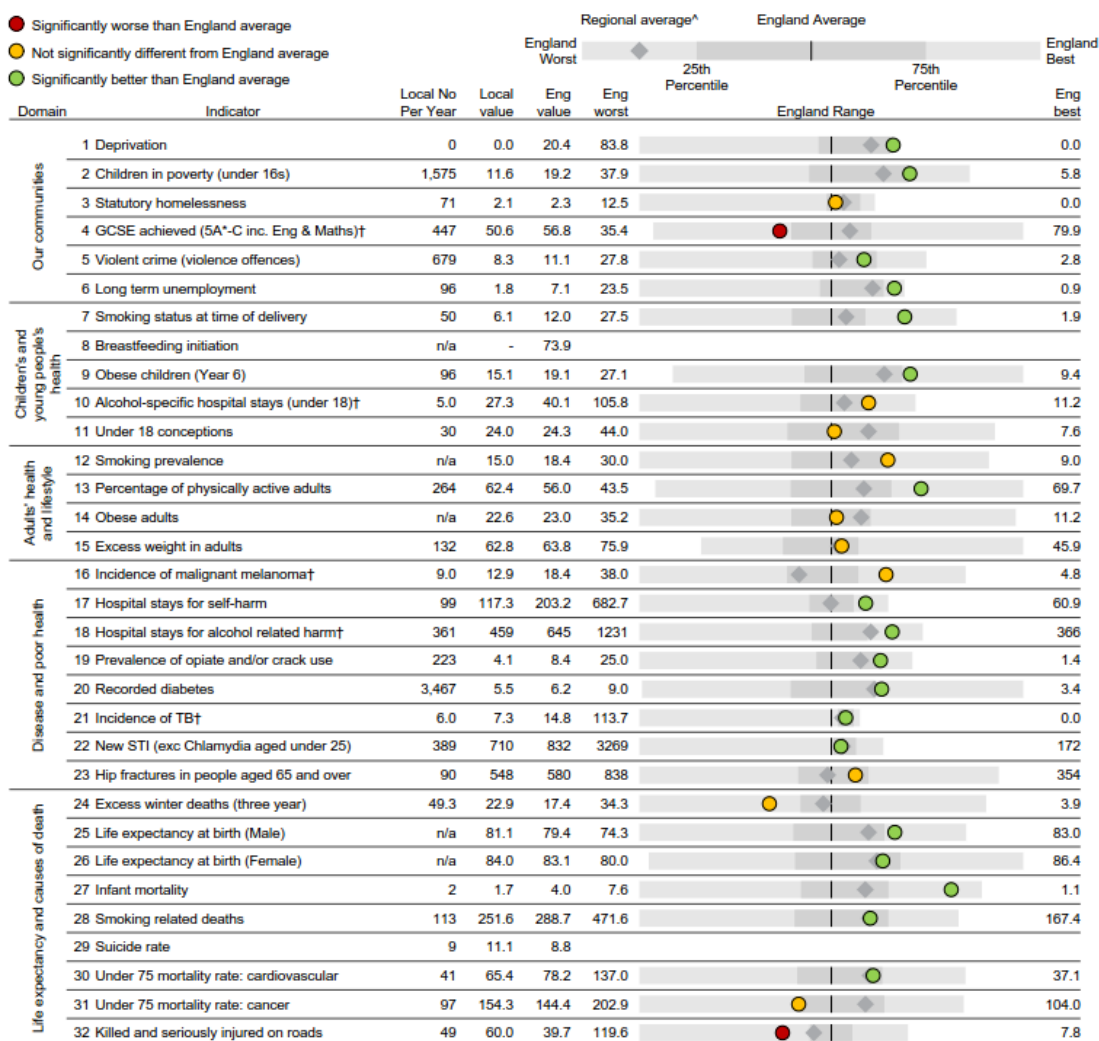 Significantly worse than England average
Not significantly different from England average
Significantly better than England average
Regional average^ England Average
England Worst England Best
25th Percentile 75th Percentile
Domain Indicator Local No Per Year Local value Eng value Eng worst England Range Eng best
Our communities
1 Deprivation 0 0.0 20.4 83.8 0.0
2 Children in poverty (under 16s) 1,575 11.6 19.2 37.9 5.8
3 Statutory homelessness 71 2.1 2.3 12.5 0.0
4 GCSE achieved (5A*-C inc. Eng & Maths)† 447 50.6 56.8 35.4 79.9
5 Violent crime (violence offences) 679 8.3 11.1 27.8 2.8
6 Long term unemployment 96 1.8 7.1 23.5 0.9
Children's and young people's health
7 Smoking status at time of delivery 50 6.1 12.0 27.5 1.9
8 Breastfeeding initiation n/a - 73.9
9 Obese children (Year 6) 96 15.1 19.1 27.1 9.4
10 Alcohol-specific hospital stays (under 18)† 5.0 27.3 40.1 105.8 11.2
11 Under 18 conceptions 30 24.0 24.3 44.0 7.6
Adults' health and lifestyle
12 Smoking prevalence n/a 15.0 18.4 30.0 9.0
13 Percentage of physically active adults 264 62.4 56.0 43.5 69.7
14 Obese adults n/a 22.6 23.0 35.2 11.2
15 Excess weight in adults 132 62.8 63.8 75.9 45.9
Disease and poor health
16 Incidence of malignant melanoma† 9.0 12.9 18.4 38.0 4.8
17 Hospital stays for self-harm 99 117.3 203.2 682.7 60.9
18 Hospital stays for alcohol related harm† 361 459 645 1231 366
19 Prevalence of opiate and/or crack use 223 4.1 8.4 25.0 1.4
20 Recorded diabetes 3,467 5.5 6.2 9.0 3.4
21 Incidence of TB† 6.0 7.3 14.8 113.7 0.0
22 New STI (exc Chlamydia aged under 25) 389 710 832 3269 172
23 Hip fractures in people aged 65 and over 90 548 580 838 354
Life expectancy and causes of death
24 Excess winter deaths (three year) 49.3 22.9 17.4 34.3 3.9
25 Life expectancy at birth (Male) n/a 81.1 79.4 74.3 83.0
26 Life expectancy at birth (Female) n/a 84.0 83.1 80.0 86.4
27 Infant mortality 2 1.7 4.0 7.6 1.1
28 Smoking related deaths 113 251.6 288.7 471.6 167.4
29 Suicide rate 9 11.1 8.8
30 Under 75 mortality rate: cardiovascular 41 65.4 78.2 137.0 37.1
31 Under 75 mortality rate: cancer 97 154.3 144.4 202.9 104.0
32 Killed and seriously injured on roads 49 60.0 39.7 119.6 7.8